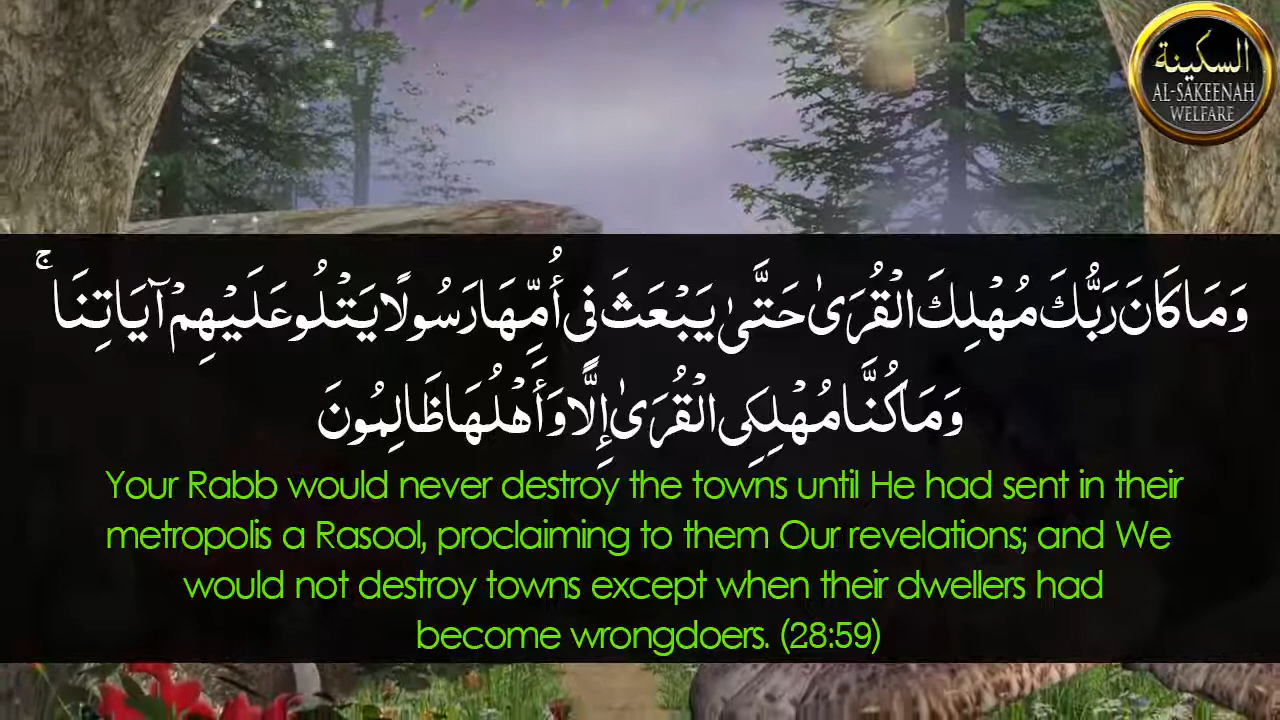 السكينة
AL-SAKEENAH
WELFARE
وَمَا كَانَ رَبُّكَ مُهْلِكَ الْقُرَىٰ حَتَّىٰ يَبْعَثَ فِي أُمِّهَا رَسُولًا يَتْلُو عَلَيْهِمْ آيَاتِنَا ۚ
وَمَا كُنَّا مُهْلِكِي الْقُرَىٰ إِلَّا وَأَهْلُهَا ظَالِمُونَ
Your Rabb would never destroy the towns until He had sent in their
metropolis a Rasool, proclaiming to them Our revelations; and We
would not destroy towns except when their dwellers had
become wrongdoers. (28:59)